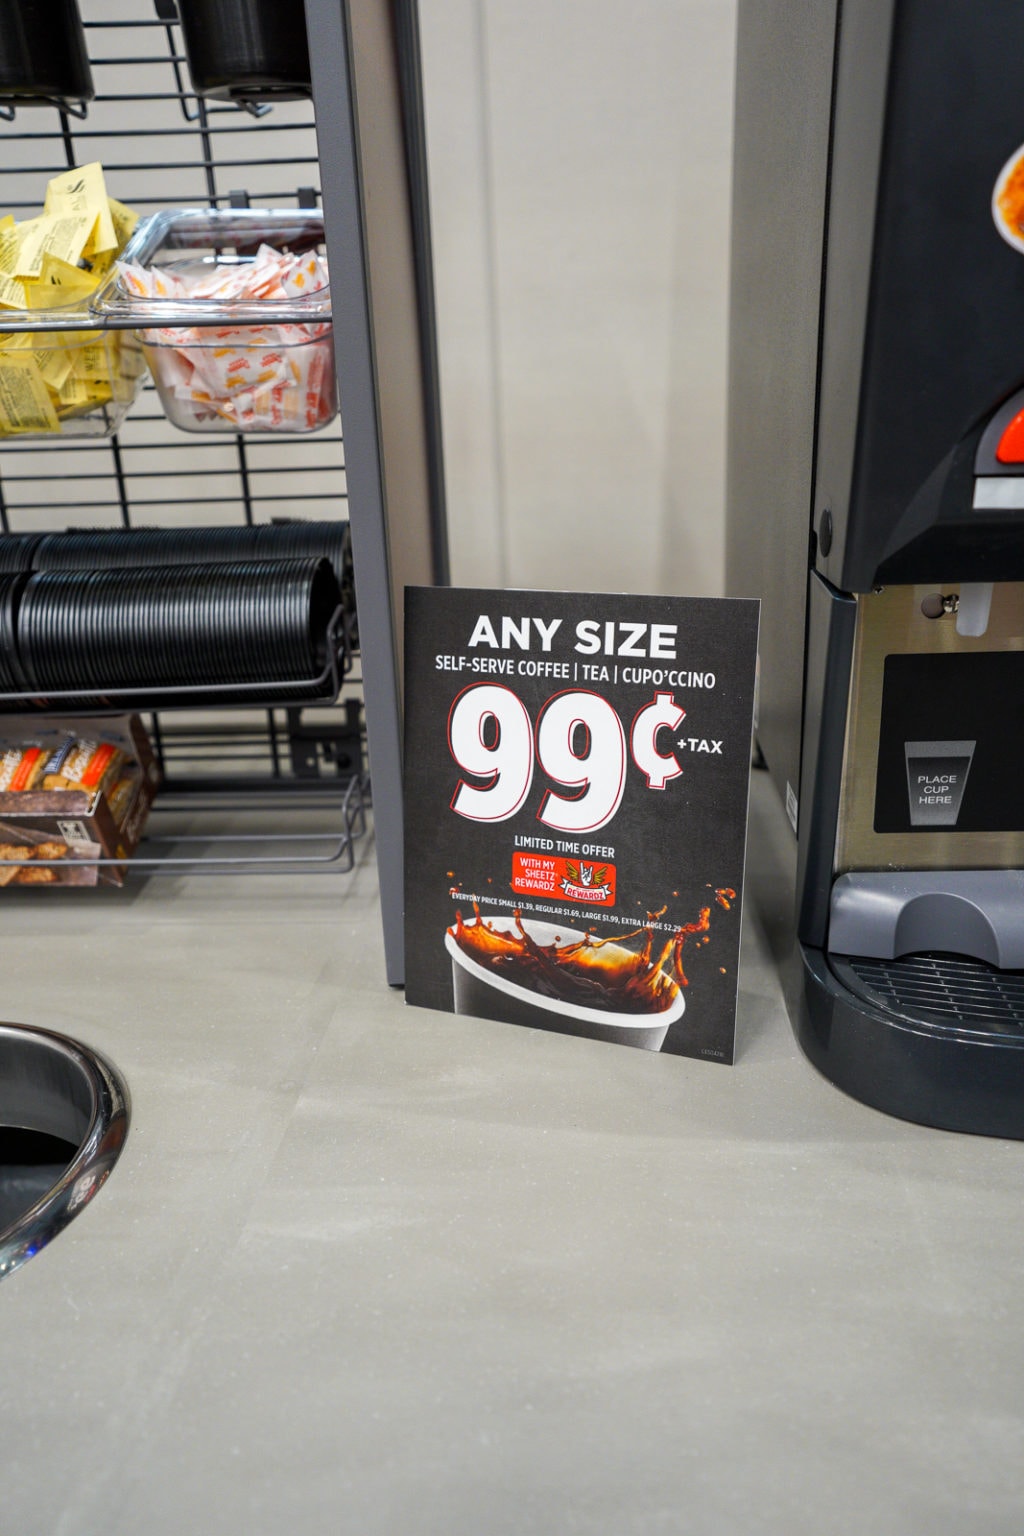 ANY SIZE
SELF-SERVE COFFEE | TEA | CUPO'CCINO
99¢ +TAX
LIMITED TIME OFFER
WITH MY
SHEETZ
REWARDZ
REWARDZ
EVERYDAY PRICE SMALL $1.39, REGULAR $1.69, LARGE $1.99, EXTRA LARGE $2.29
PLACE
CUP
HERE